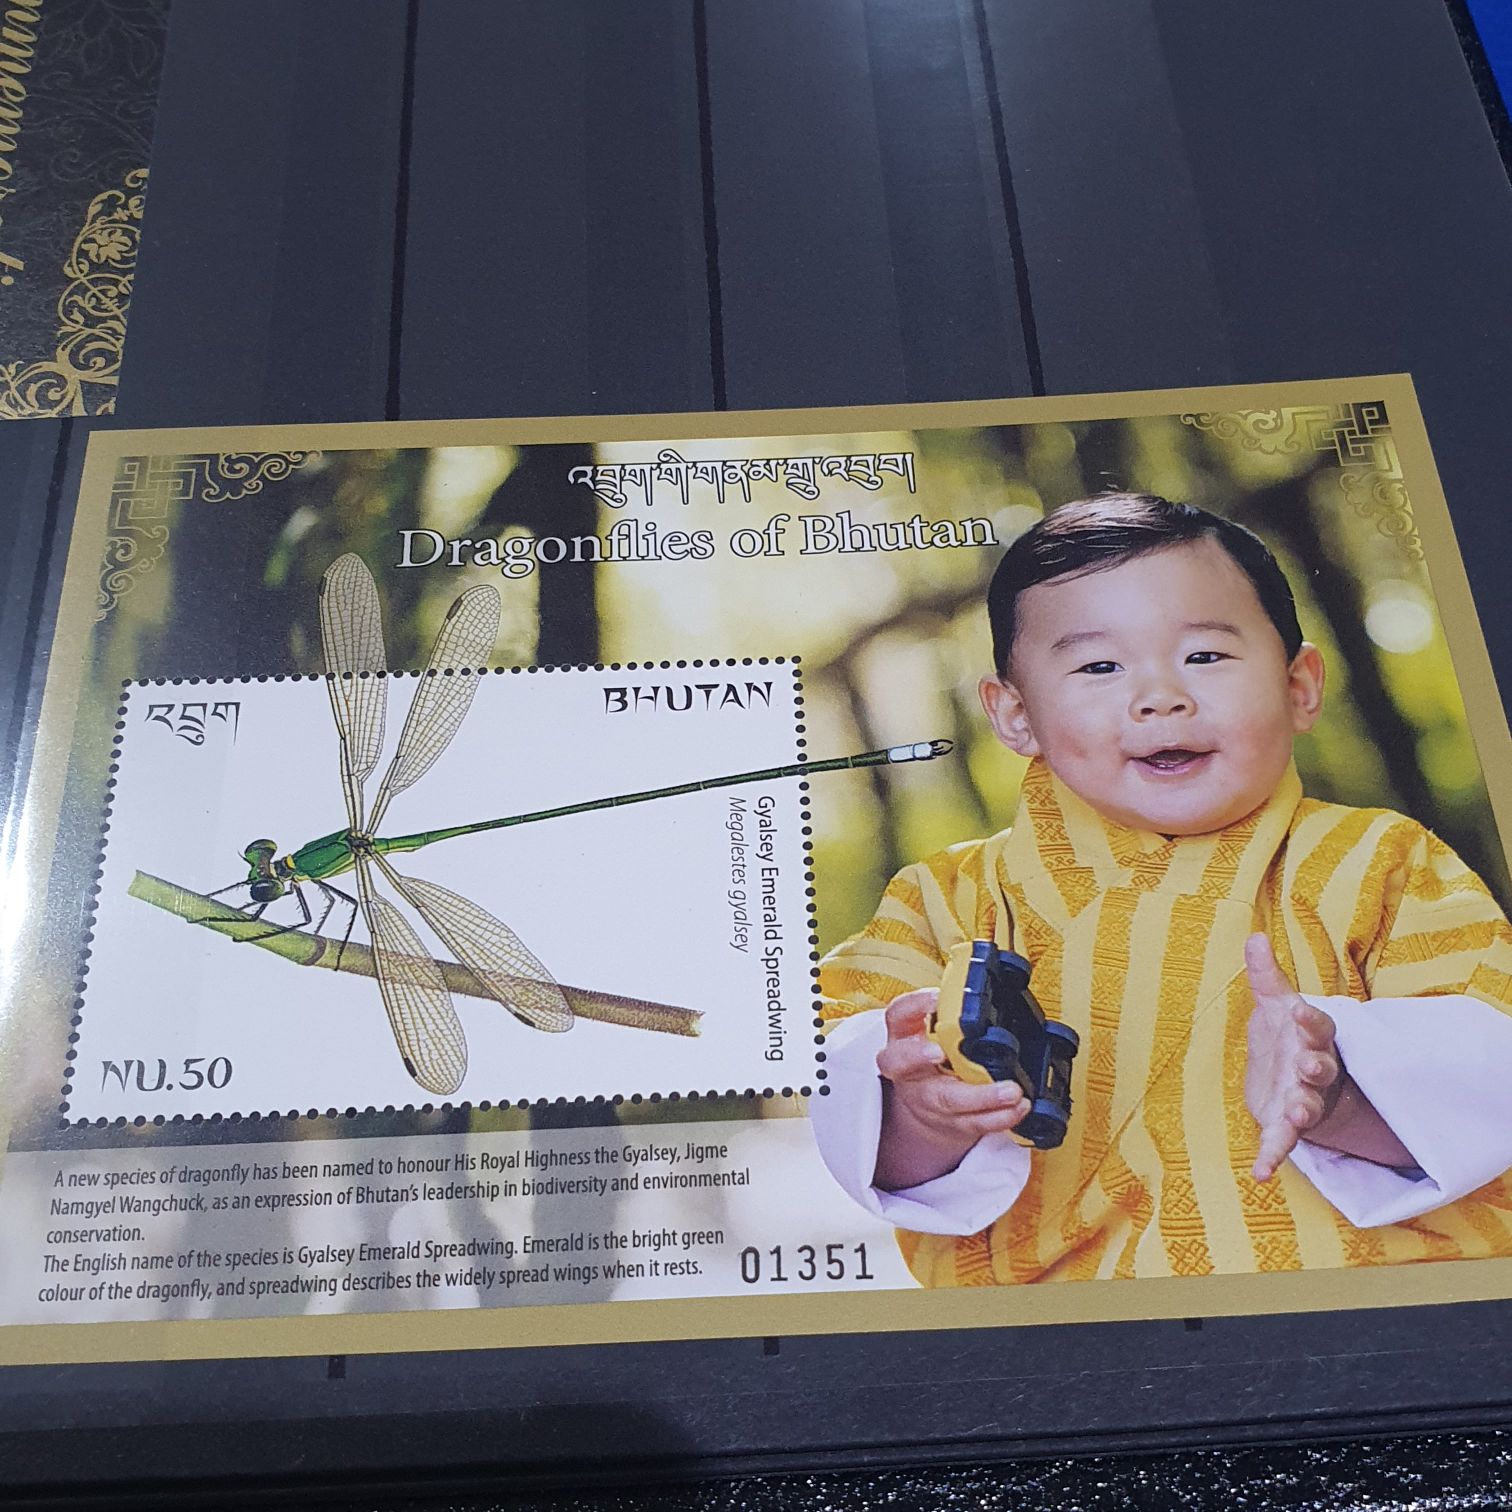 འབྲུག་གི་གནམ་གྲུ་འབུབ།
Dragonflies of Bhutan
འབྲུག
BHUTAN
Gyalsey Emerald Spreadwing
Megalestes gyalsey
NU.50
A new species of dragonfly has been named to honour His Royal Highness the Gyalsey, Jigme
Namgyel Wangchuck, as an expression of Bhutan's leadership in biodiversity and environmental
conservation.
The English name of the species is Gyalsey Emerald Spreadwing. Emerald is the bright green
colour of the dragonfly, and spreadwing describes the widely spread wings when it rests.
01351